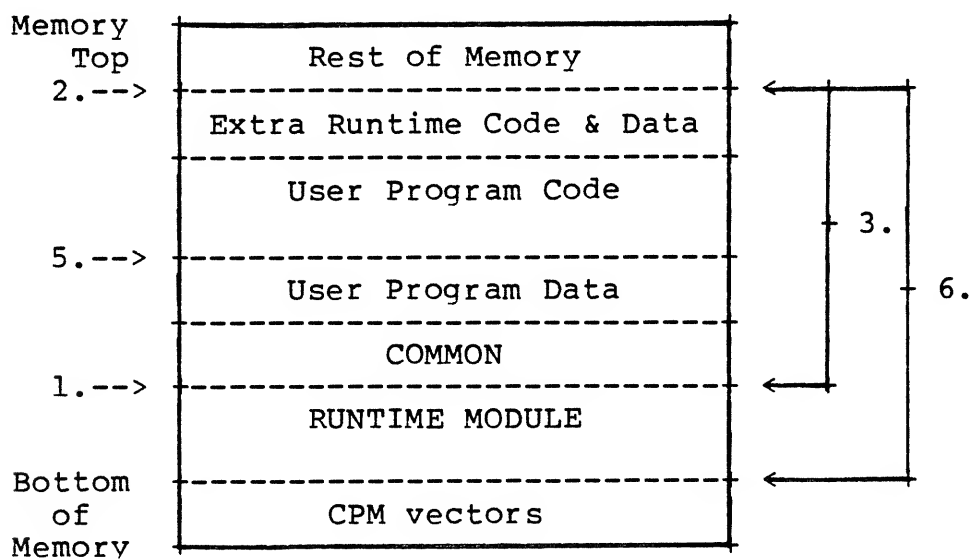 Memory
Top
Rest of Memory
2.-->
Extra Runtime Code & Data
User Program Code
3.
5.-->
User Program Data
6.
COMMON
1.-->
RUNTIME MODULE
Bottom
of
Memory
CPM vectors